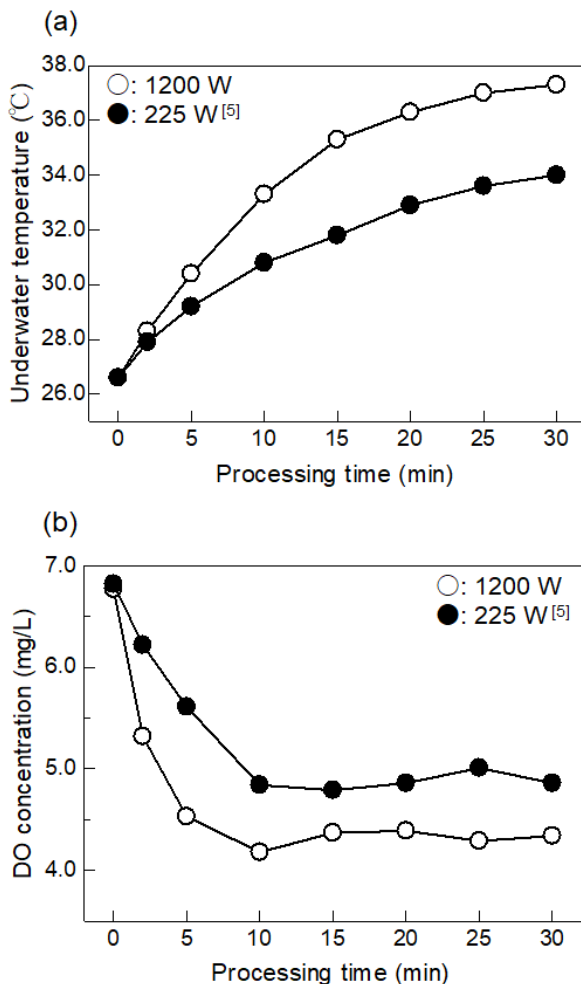 (a)
38.0
○: 1200 W
●: 225 W[5]
36.0
34.0
32.0
30.0
28.0
26.0
Underwater temperature (℃)
0 5 10 15 20 25 30
Processing time (min)
(b)
7.0
○: 1200 W
●: 225 W[5]
6.0
5.0
4.0
DO concentration (mg/L)
0 5 10 15 20 25 30
Processing time (min)